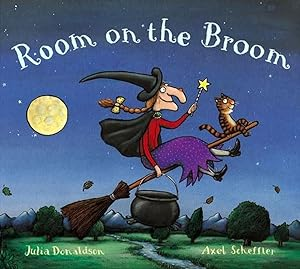 Room on the Broom
Julia Donaldson
Axel Scheffler